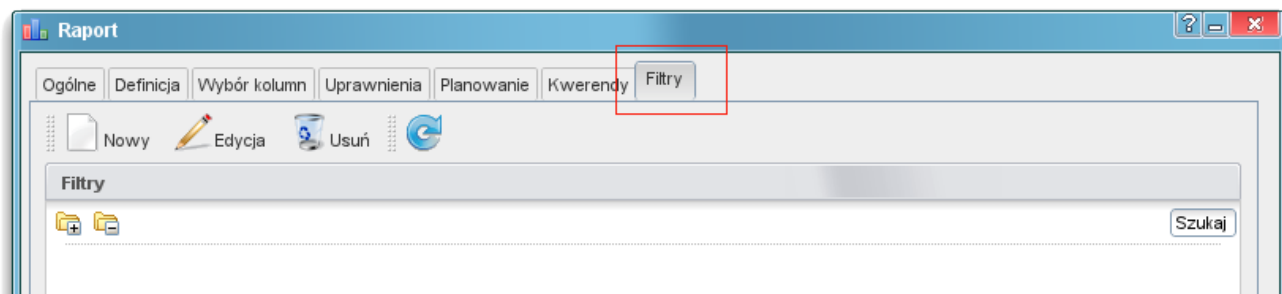 Raport
Ogólne Definicja Wybór kolumn Uprawnienia Planowanie Kwerendy Filtry
Nowy Edycja Usuń
Filtry
Szukaj